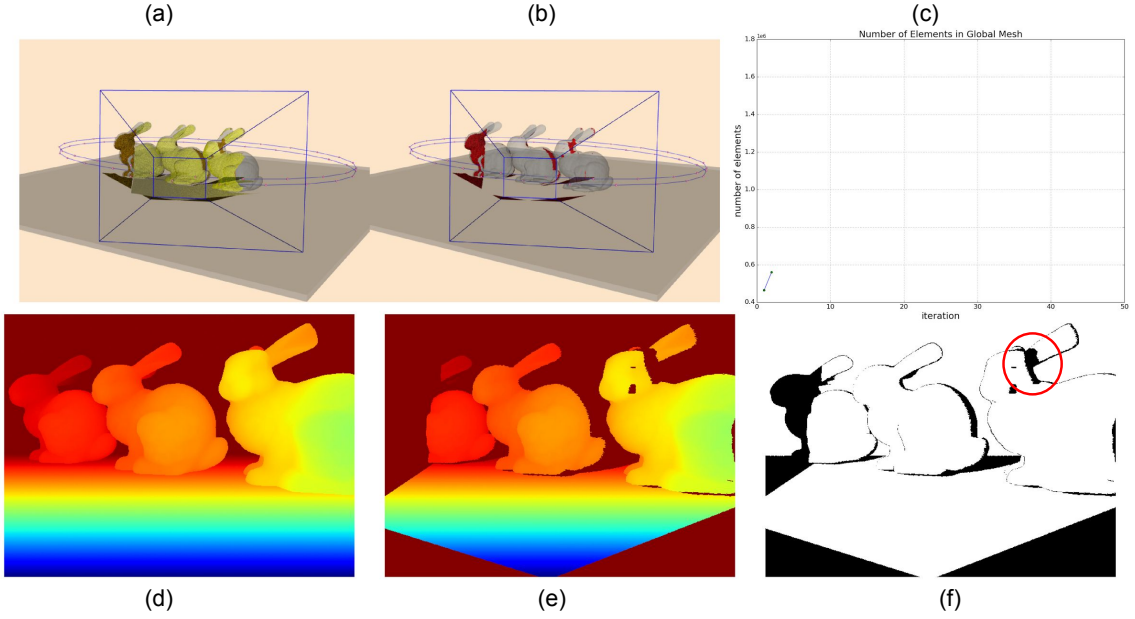 (a)
(b)
(c)
Number of Elements in Global Mesh
1e6
1.8
1.6
1.4
1.2
1.0
0.8
0.6
0.4
number of elements
0
10
20
30
40
50
iteration
(d)
(e)
(f)